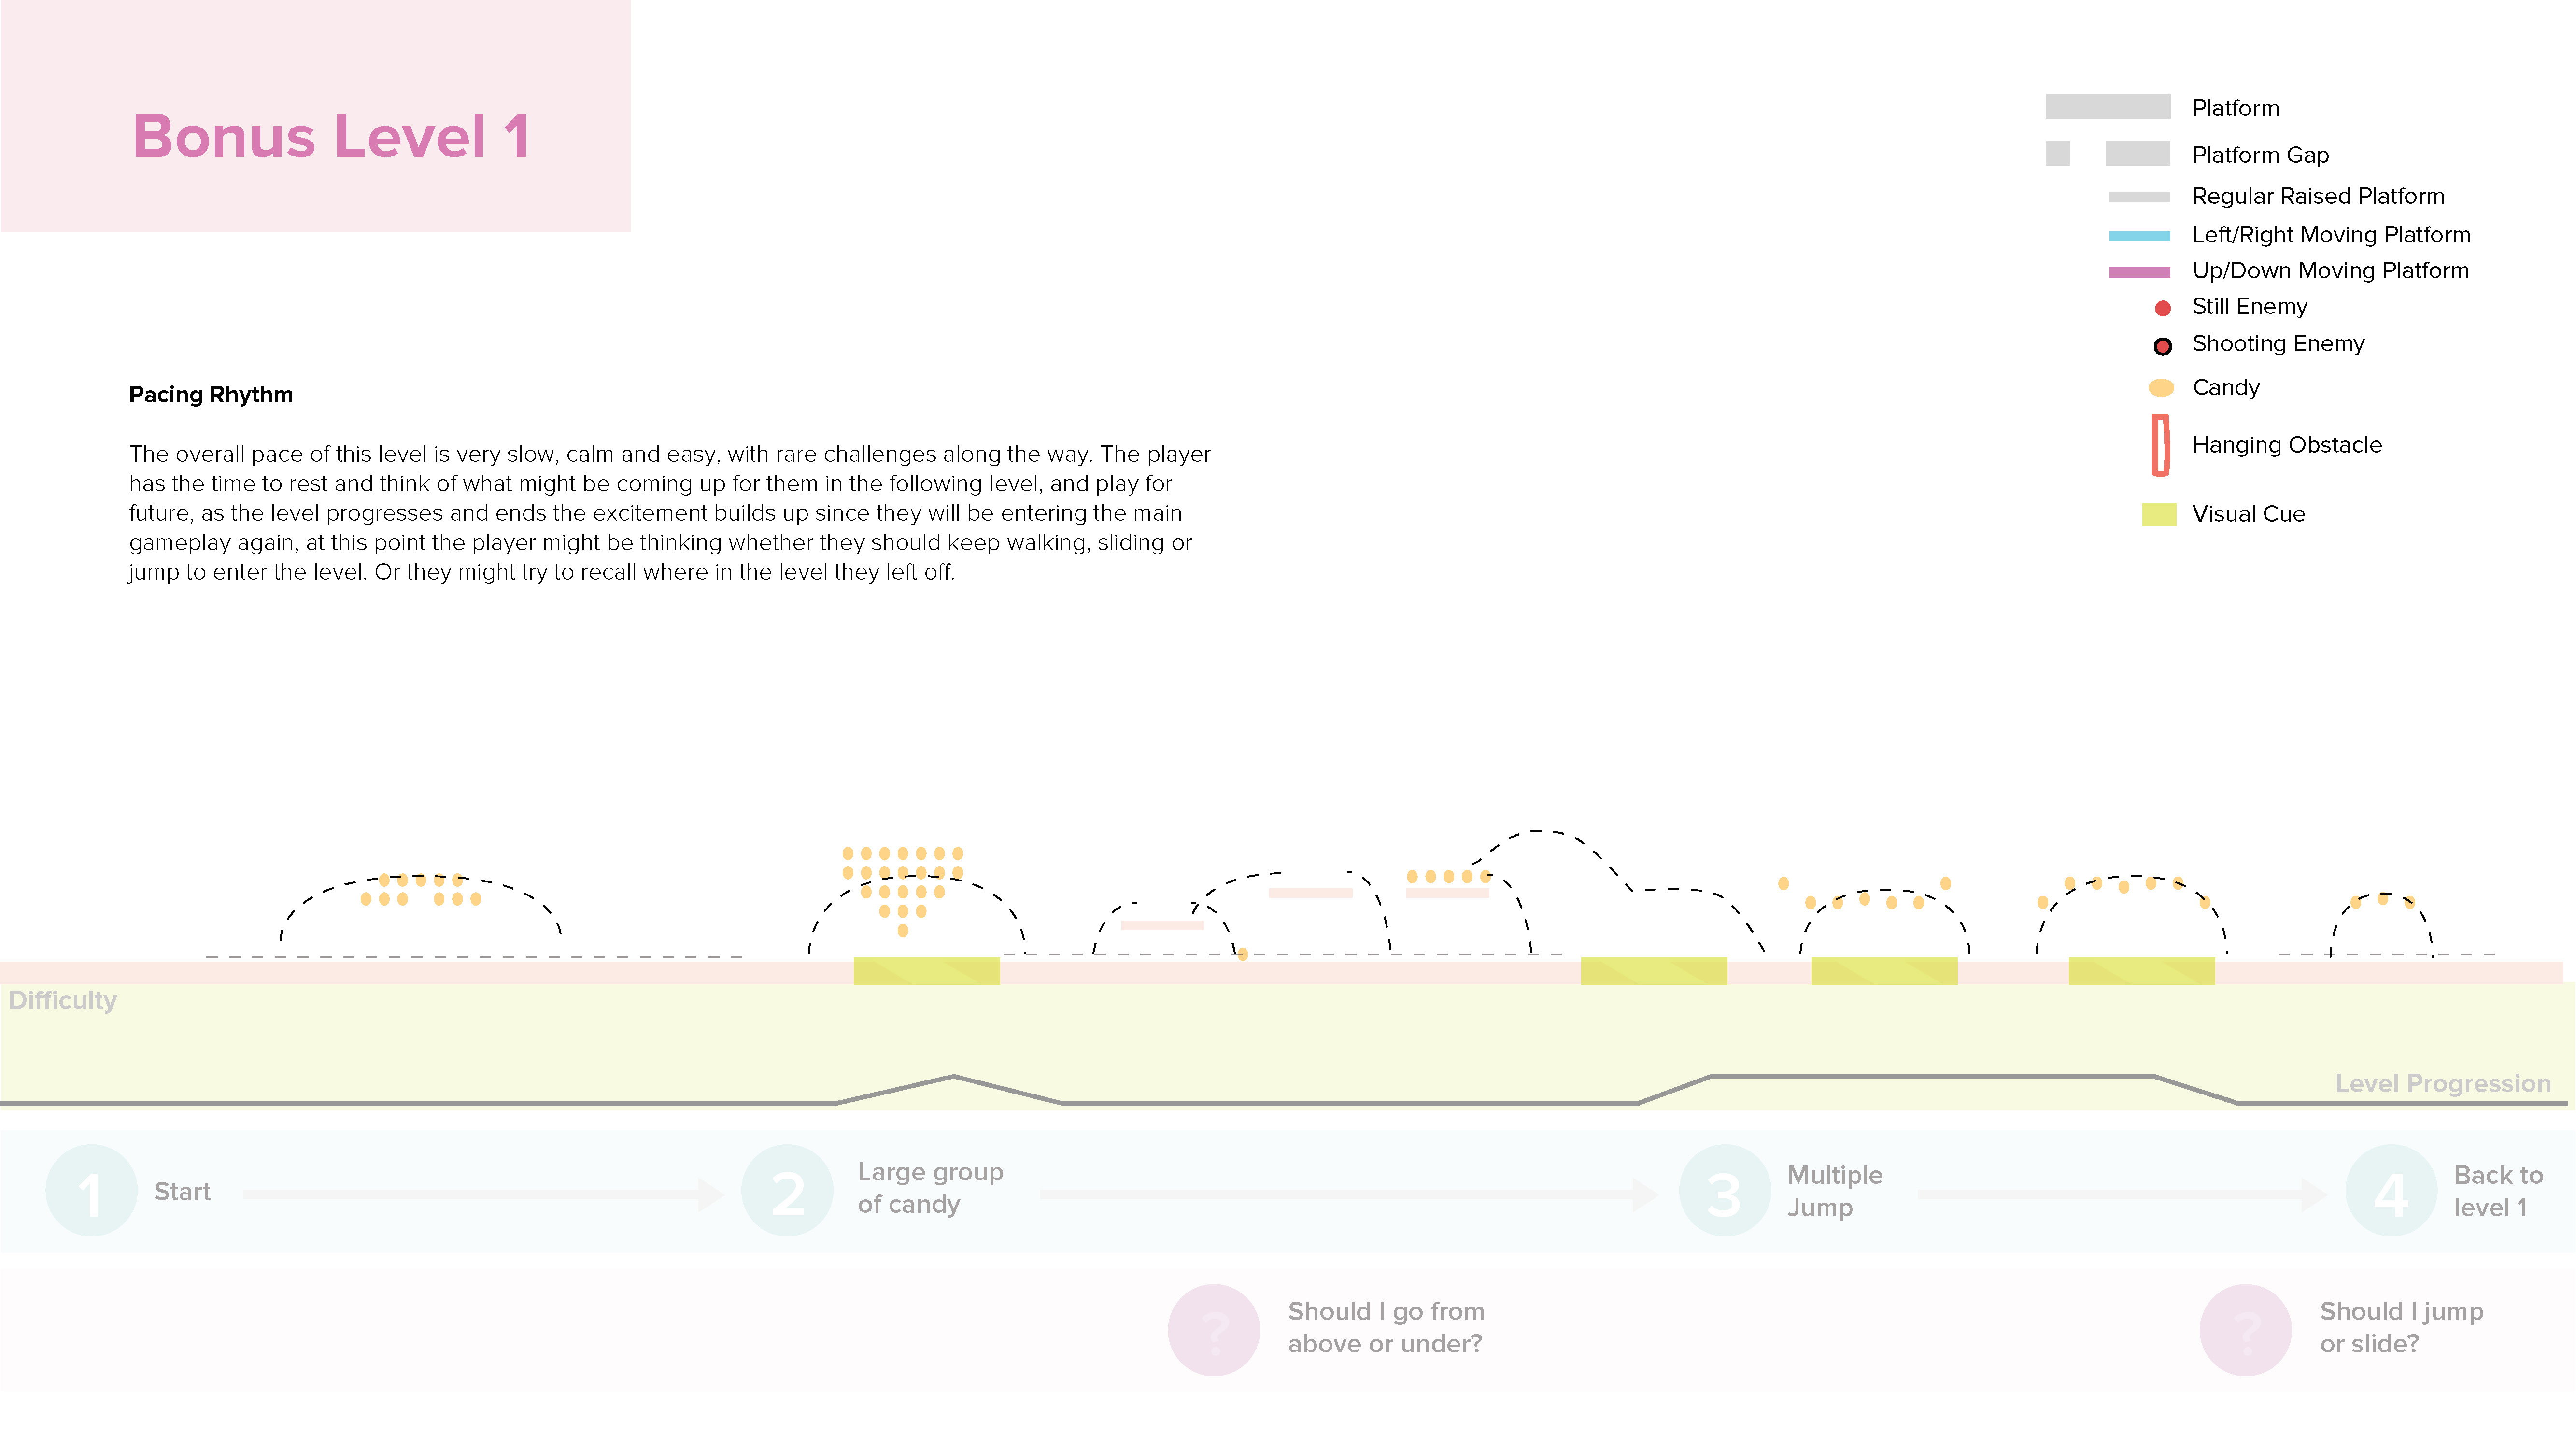 Bonus Level 1
Platform
Platform Gap
Regular Raised Platform
Left/Right Moving Platform
Up/Down Moving Platform
Still Enemy
Shooting Enemy
Candy
Hanging Obstacle
Visual Cue
Pacing Rhythm
The overall pace of this level is very slow, calm and easy, with rare challenges along the way. The player
has the time to rest and think of what might be coming up for them in the following level, and play for
future, as the level progresses and ends the excitement builds up since they will be entering the main
gameplay again, at this point the player might be thinking whether they should keep walking, sliding or
jump to enter the level. Or they might try to recall where in the level they left off.
Difficulty
Level Progression
1
Start
2
Large group
of candy
3
Multiple
Jump
4
Back to
level 1
?
Should I go from
above or under?
?
Should I jump
or slide?